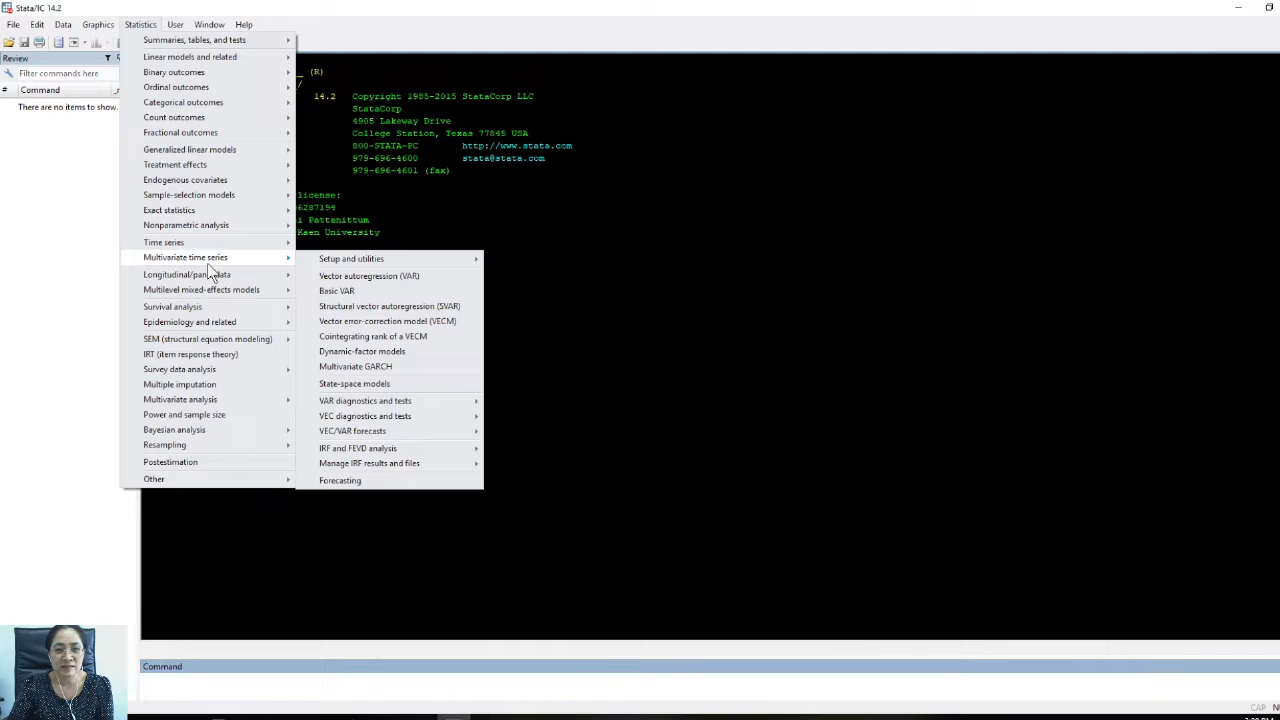 Stata/IC 14.2
File Edit Data Graphics Statistics User Window Help
Review
Filter commands here
# Command
There are no items to show.
Summaries, tables, and tests
Linear models and related
Binary outcomes
Ordinal outcomes
Categorical outcomes
Count outcomes
Fractional outcomes
Generalized linear models
Treatment effects
Endogenous covariates
Sample-selection models
Exact statistics
Nonparametric analysis
Time series
Multivariate time series
Longitudinal/panel data
Multilevel mixed-effects models
Survival analysis
Epidemiology and related
SEM (structural equation modeling)
IRT (item response theory)
Survey data analysis
Multiple imputation
Multivariate analysis
Power and sample size
Bayesian analysis
Resampling
Postestimation
Other
Setup and utilities
Vector autoregression (VAR)
Basic VAR
Structural vector autoregression (SVAR)
Vector error-correction model (VECM)
Cointegrating rank of a VECM
Dynamic-factor models
Multivariate GARCH
State-space models
VAR diagnostics and tests
VEC diagnostics and tests
VEC/VAR forecasts
IRF and FEVD analysis
Manage IRF results and files
Forecasting
(R)
14.2 Copyright 1985-2015 StataCorp LLC
StataCorp
4905 Lakeway Drive
College Station, Texas 77845 USA
800-STATA-PC http://www.stata.com
979-696-4600 stata@stata.com
979-696-4601 (fax)
license:
6287194
i Pattanittum
Kaen University
Command
CAP